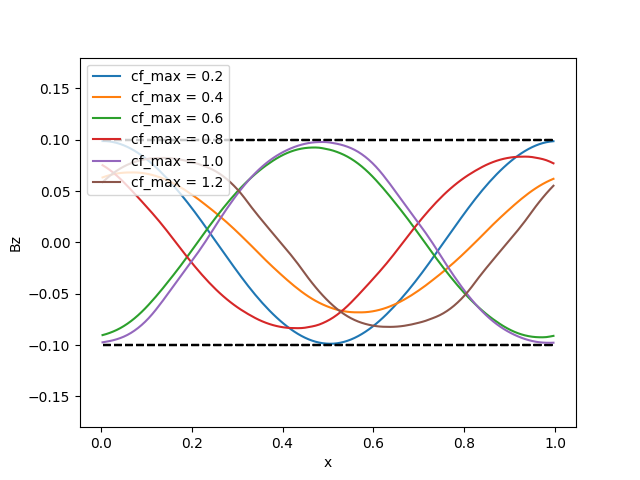 cf_max = 0.2
cf_max = 0.4
cf_max = 0.6
cf_max = 0.8
cf_max = 1.0
cf_max = 1.2
0.15
0.10
0.05
0.00
−0.05
−0.10
−0.15
Bz
0.0 0.2 0.4 0.6 0.8 1.0
x